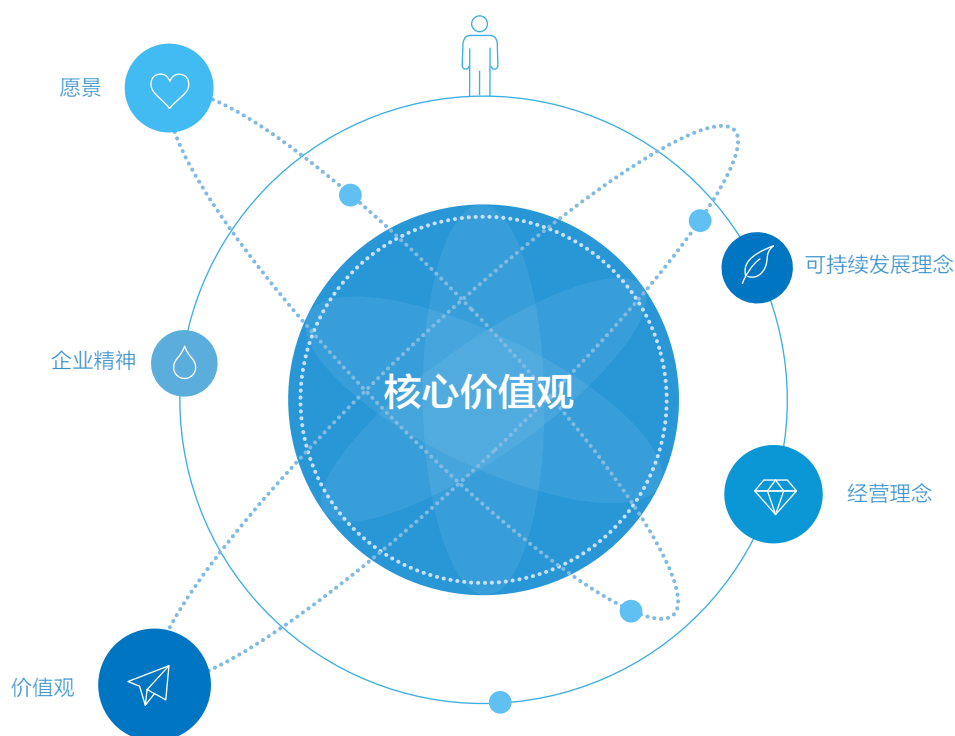 愿景
可持续发展理念
企业精神
核心价值观
经营理念
价值观